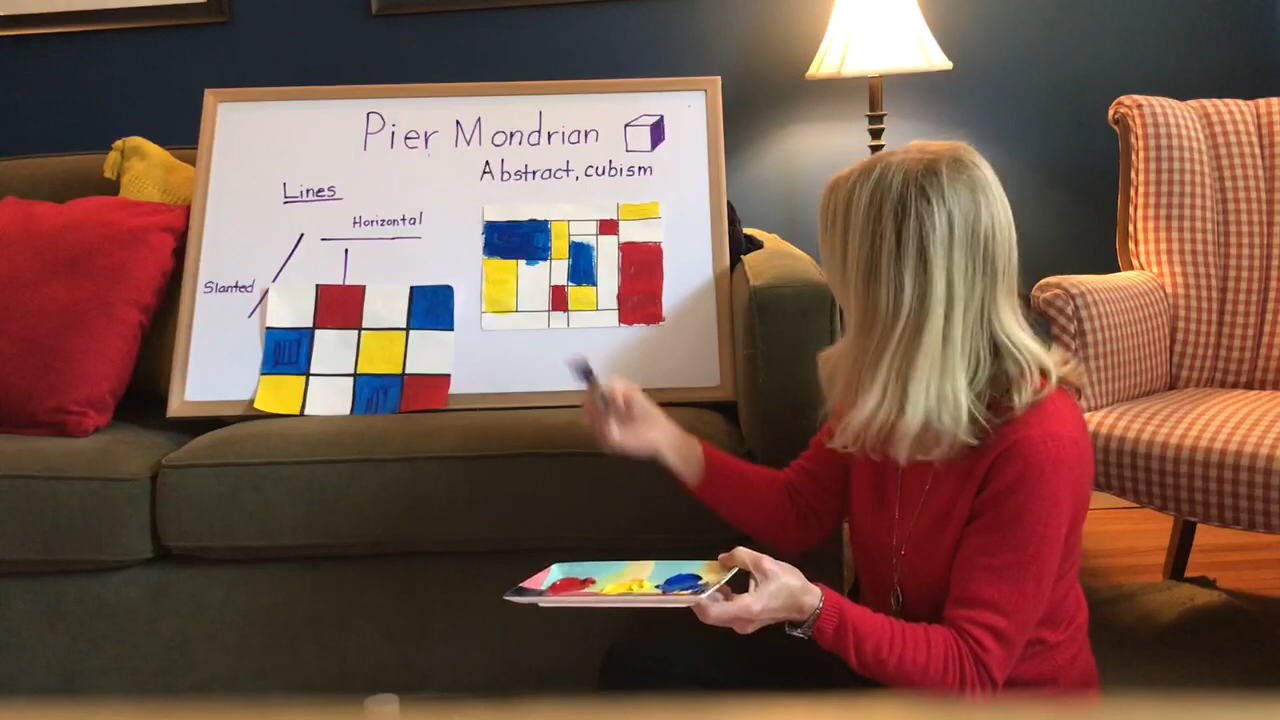 Pier Mondrian
Abstract, cubism
Lines
Horizontal
Slanted